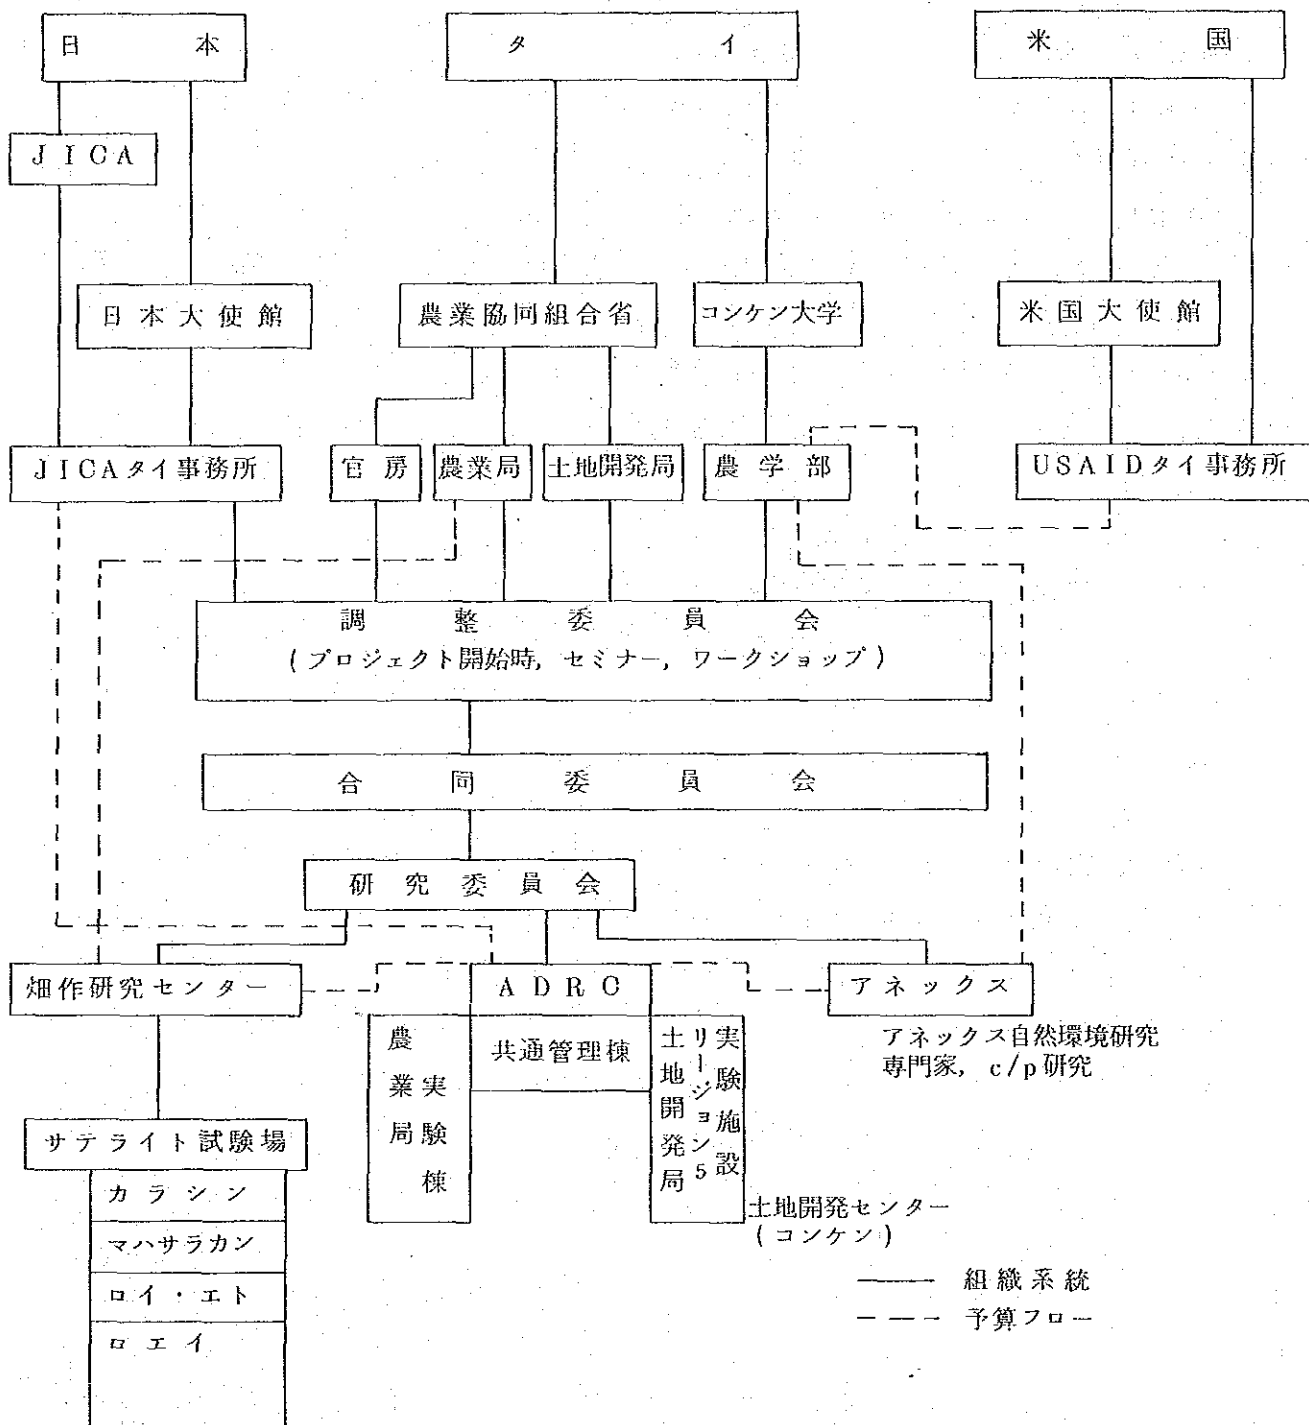 日本
タイ
米国
JICA
日本大使館
農業協同組合省
コンケン大学
米国大使館
JICAタイ事務所
官房
農業局
土地開発局
農学部
USAIDタイ事務所
調整委員会
(プロジェクト開始時, セミナー, ワークショップ)
合同委員会
研究委員会
畑作研究センター
ADRC
アネックス
農業局
実験棟
共通管理棟
土地開発局
リージョン5
実験施設
アネックス自然環境研究
専門家, c/p研究
サテライト試験場
カラシン
マハサラカン
ロイ・エト
ロエイ
土地開発センター
(コンケン)
組織系統
予算フロー